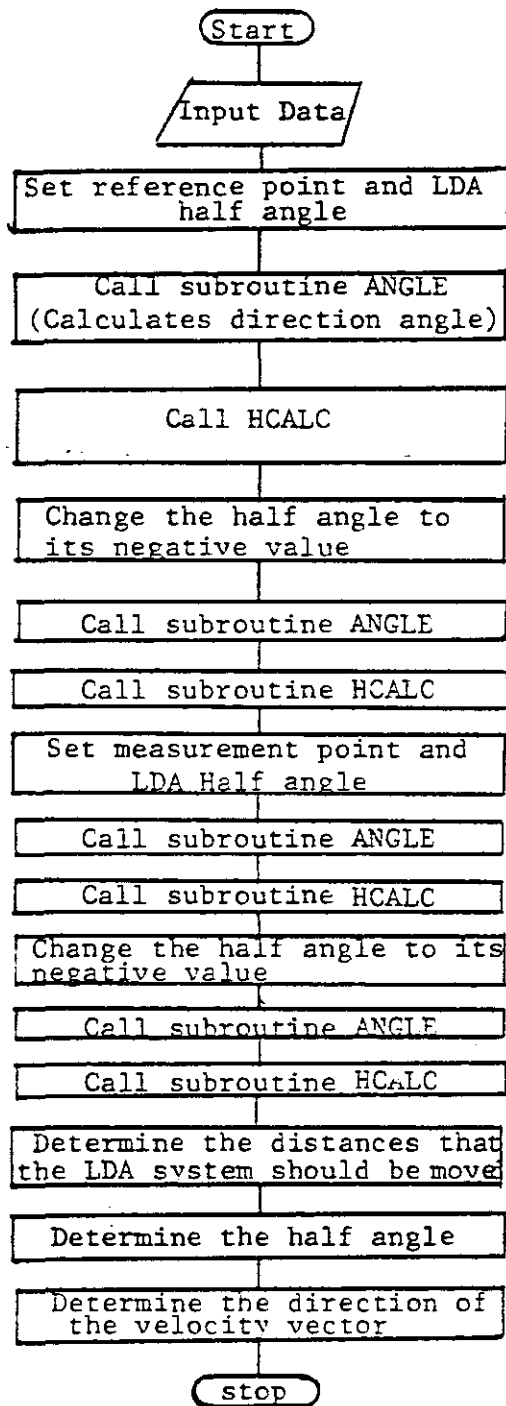 Start
Input Data
Set reference point and LDA
half angle
Call subroutine ANGLE
(Calculates direction angle)
Call HCALC
Change the half angle to
its negative value
Call subroutine ANGLE
Call subroutine HCALC
Set measurement point and
LDA Half angle
Call subroutine ANGLE
Call subroutine HCALC
Change the half angle to its
negative value
Call subroutine ANGLE
Call subroutine HCALC
Determine the distances that
the LDA system should be move
Determine the half angle
Determine the direction of
the velocity vector
stop